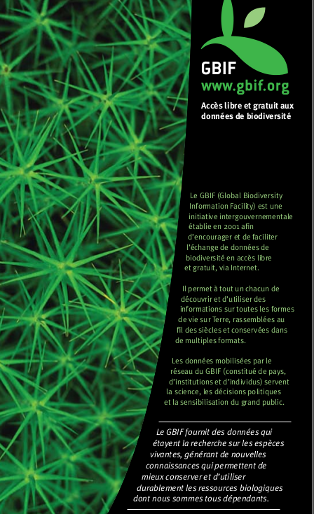 GBIF
www.gbif.org
Accès libre et gratuit aux
données de biodiversité
Le GBIF (Global Biodiversity
Information Facility) est une
initiative intergouvernementale
établie en 2001 afin
d'encourager et de faciliter
l'échange de données de
biodiversité en accès libre
et gratuit, via Internet.
Il permet à tout un chacun de
découvrir et d'utiliser des
informations sur toutes les formes
de vie sur Terre, rassemblées au
fil des siècles et conservées dans
de multiples formats.
Les données mobilisées par le
réseau du GBIF (constitué de pays,
d'institutions et d'individus) servent
la science, les décisions politiques
et la sensibilisation du grand public.
Le GBIF fournit des données qui
étayent la recherche sur les espèces
vivantes, générant de nouvelles
connaissances qui permettent de
mieux conserver et d'utiliser
durablement les ressources biologiques
dont nous sommes tous dépendants.